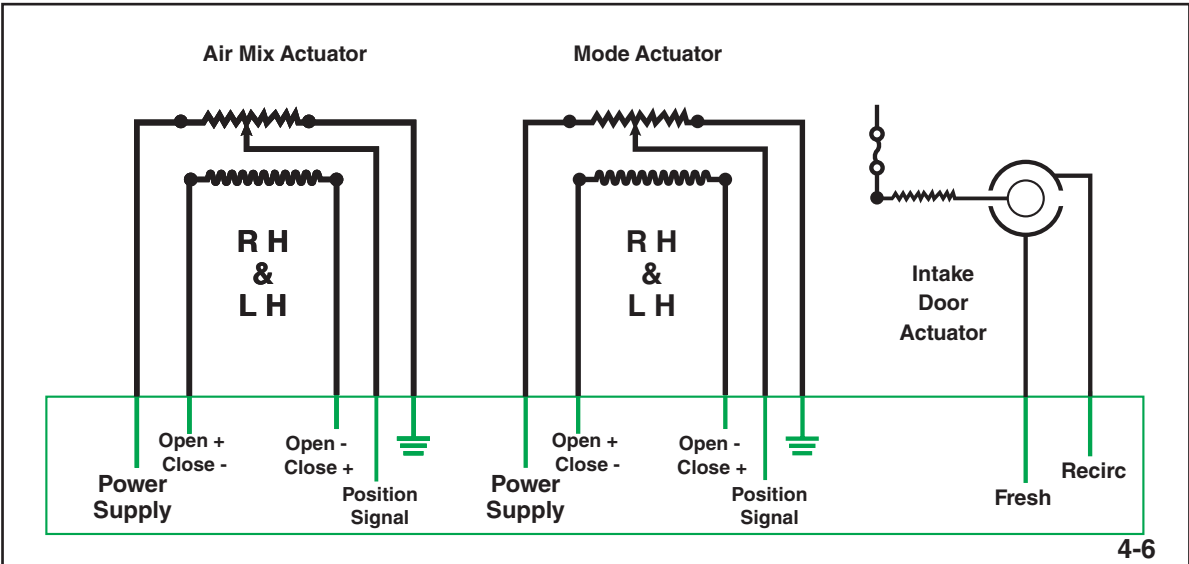 Air Mix Actuator
Mode Actuator
R H
&
L H
R H
&
L H
Intake
Door
Actuator
Open +
Close -
Open -
Close +
Power
Supply
Position
Signal
Open +
Close -
Open -
Close +
Power
Supply
Position
Signal
Fresh
Recirc
4-6